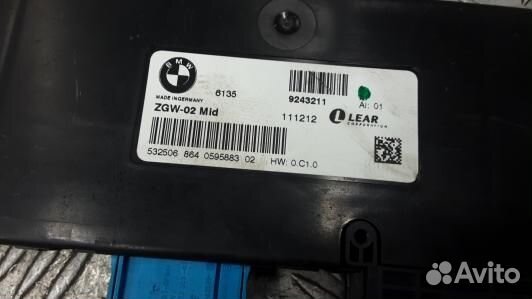 BMW
6135
9243211
AI: 01
MADE IN GERMANY
ZGW-02 Mid
111212
LEAR
CORPORATION
532506 864 0595883 02
HW: 0.C1.0
Avito